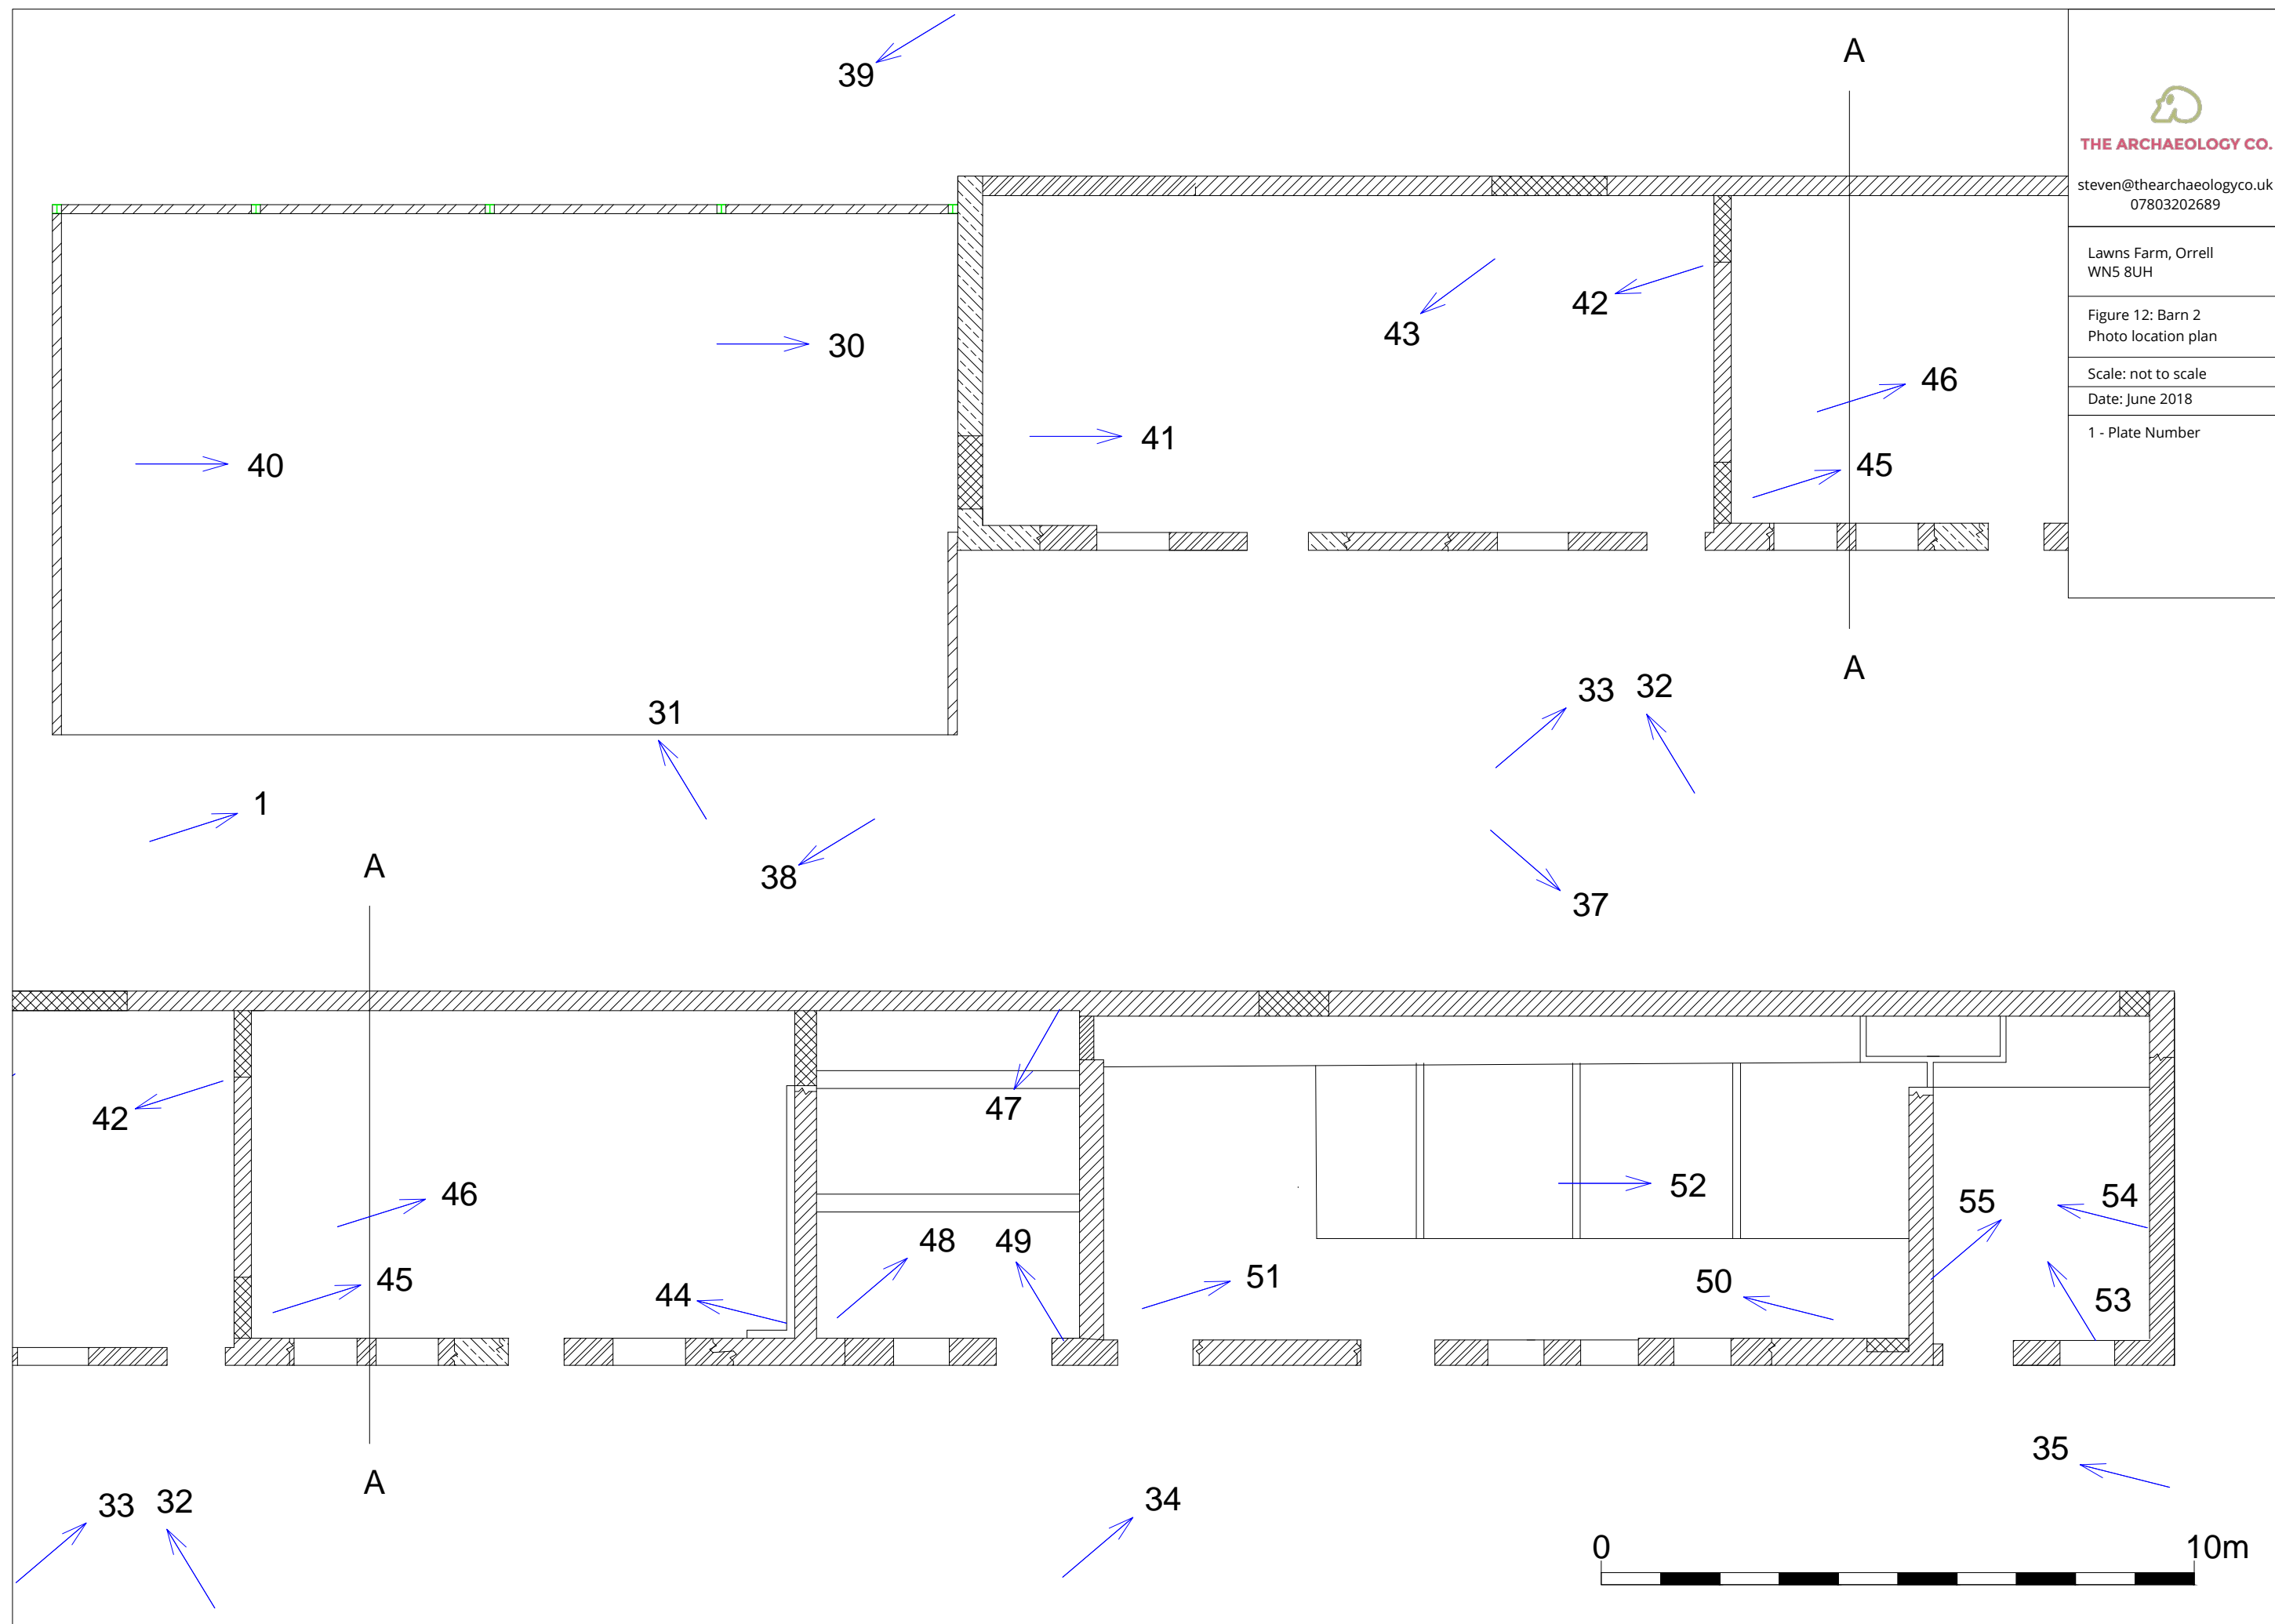 39
A
THE ARCHAEOLOGY CO.
steven@thearchaeologyco.uk
07803202689
Lawns Farm, Orrell
WN5 8UH
Figure 12: Barn 2
Photo location plan
Scale: not to scale
Date: June 2018
1 - Plate Number
30
43
42
46
40
41
45
A
31
33 32
1
38
37
A
42
47
46
52
55
54
45
44
48
49
51
50
53
A
33 32
34
35
0 10m